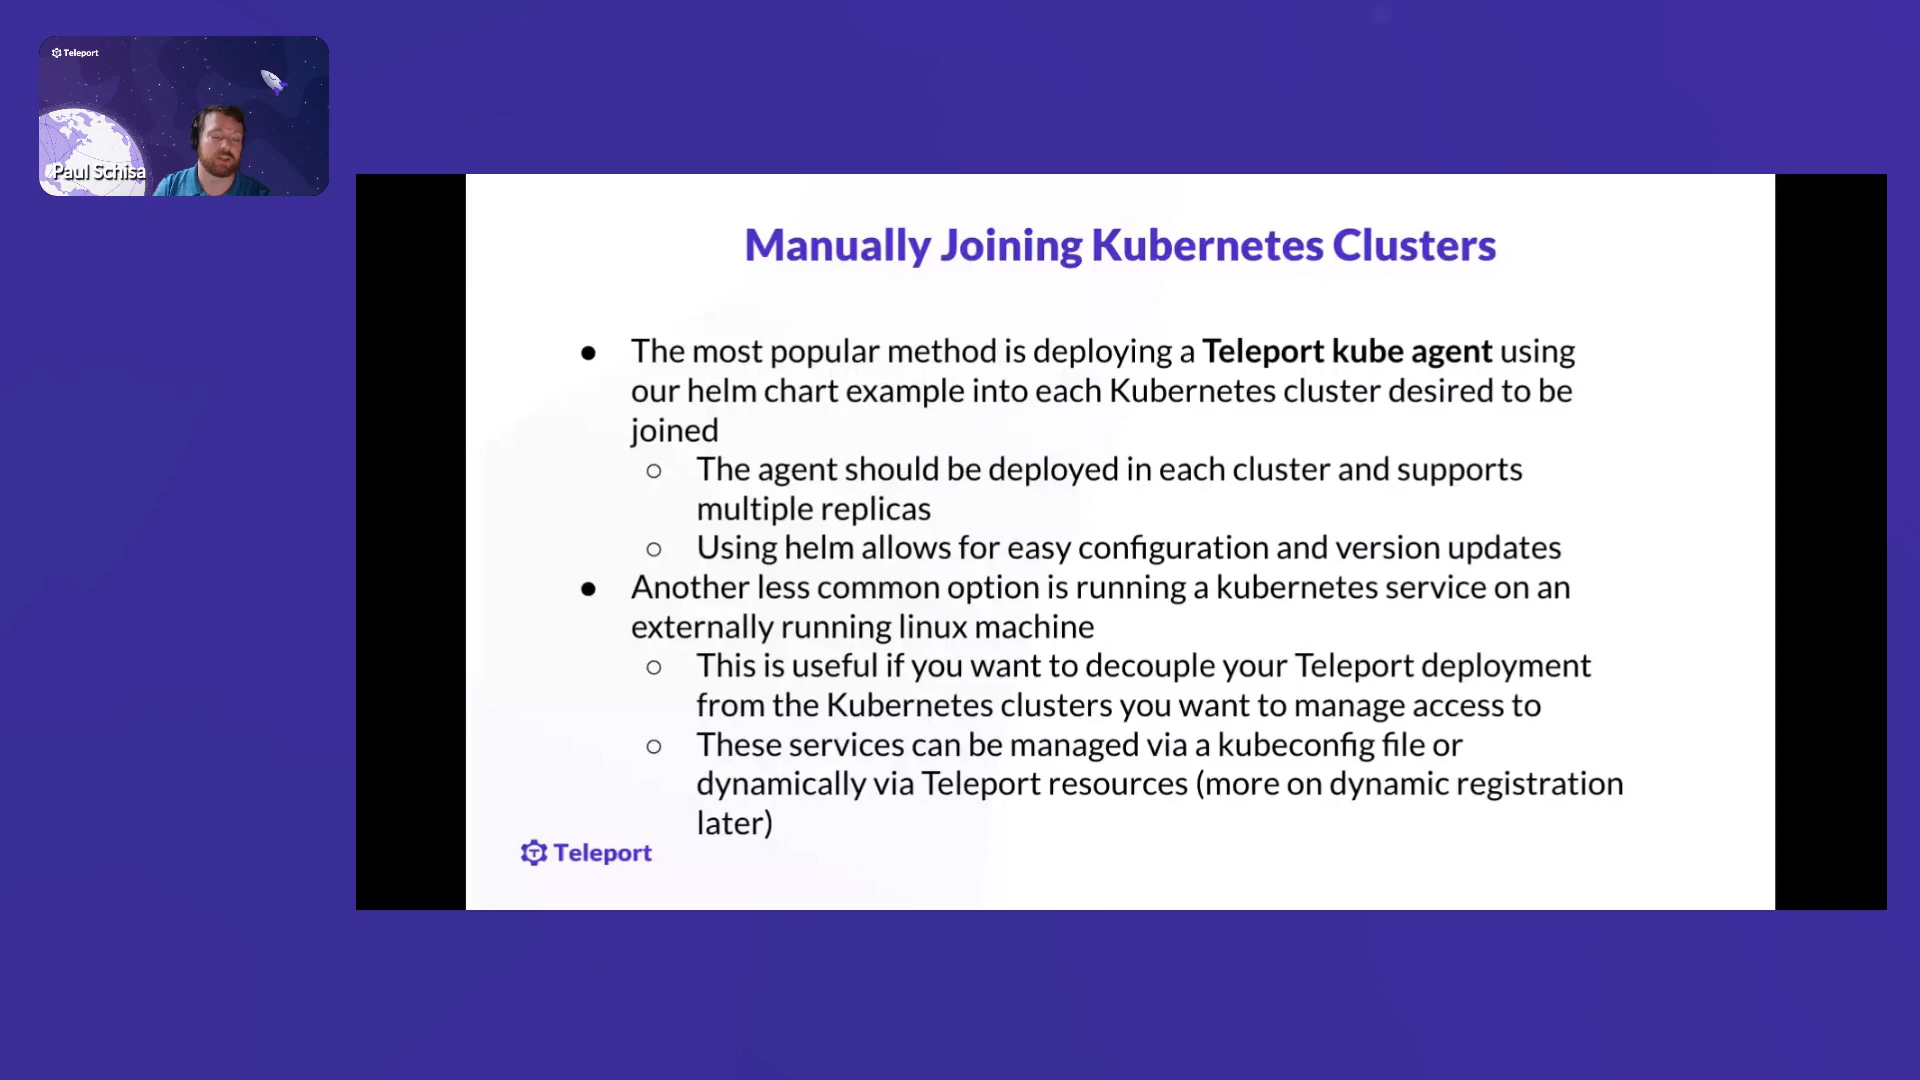 Teleport
Paul Schisa
Manually Joining Kubernetes Clusters
● The most popular method is deploying a Teleport kube agent using
our helm chart example into each Kubernetes cluster desired to be
joined
○ The agent should be deployed in each cluster and supports
multiple replicas
○ Using helm allows for easy configuration and version updates
● Another less common option is running a kubernetes service on an
externally running linux machine
○ This is useful if you want to decouple your Teleport deployment
from the Kubernetes clusters you want to manage access to
○ These services can be managed via a kubeconfig file or
dynamically via Teleport resources (more on dynamic registration
later)
Teleport